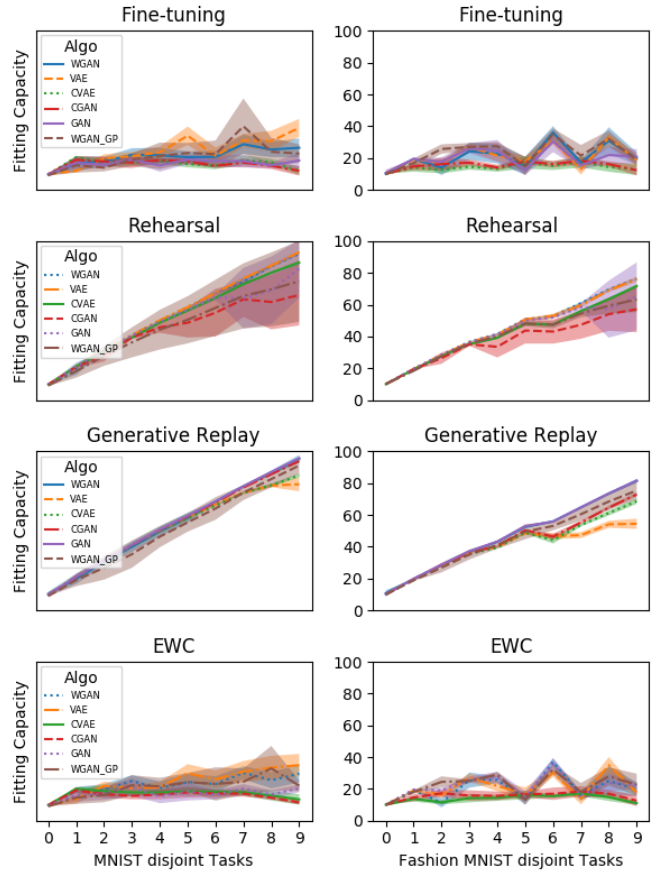 Fine-tuning
Fitting Capacity
Algo
WGAN
VAE
CVAE
CGAN
GAN
WGAN_GP
Fine-tuning
100
80
60
40
20
0
Rehearsal
Fitting Capacity
Algo
WGAN
VAE
CVAE
CGAN
GAN
WGAN_GP
Rehearsal
100
80
60
40
20
0
Generative Replay
Fitting Capacity
Algo
WGAN
VAE
CVAE
CGAN
GAN
WGAN_GP
Generative Replay
100
80
60
40
20
0
EWC
Fitting Capacity
Algo
WGAN
VAE
CVAE
CGAN
GAN
WGAN_GP
0 1 2 3 4 5 6 7 8 9
MNIST disjoint Tasks
EWC
100
80
60
40
20
0
0 1 2 3 4 5 6 7 8 9
Fashion MNIST disjoint Tasks